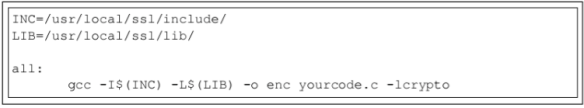 INC=/usr/local/ssl/include/
LIB=/usr/local/ssl/lib/
all:
gcc -I$(INC) -L$(LIB) -o enc yourcode.c -lcrypto